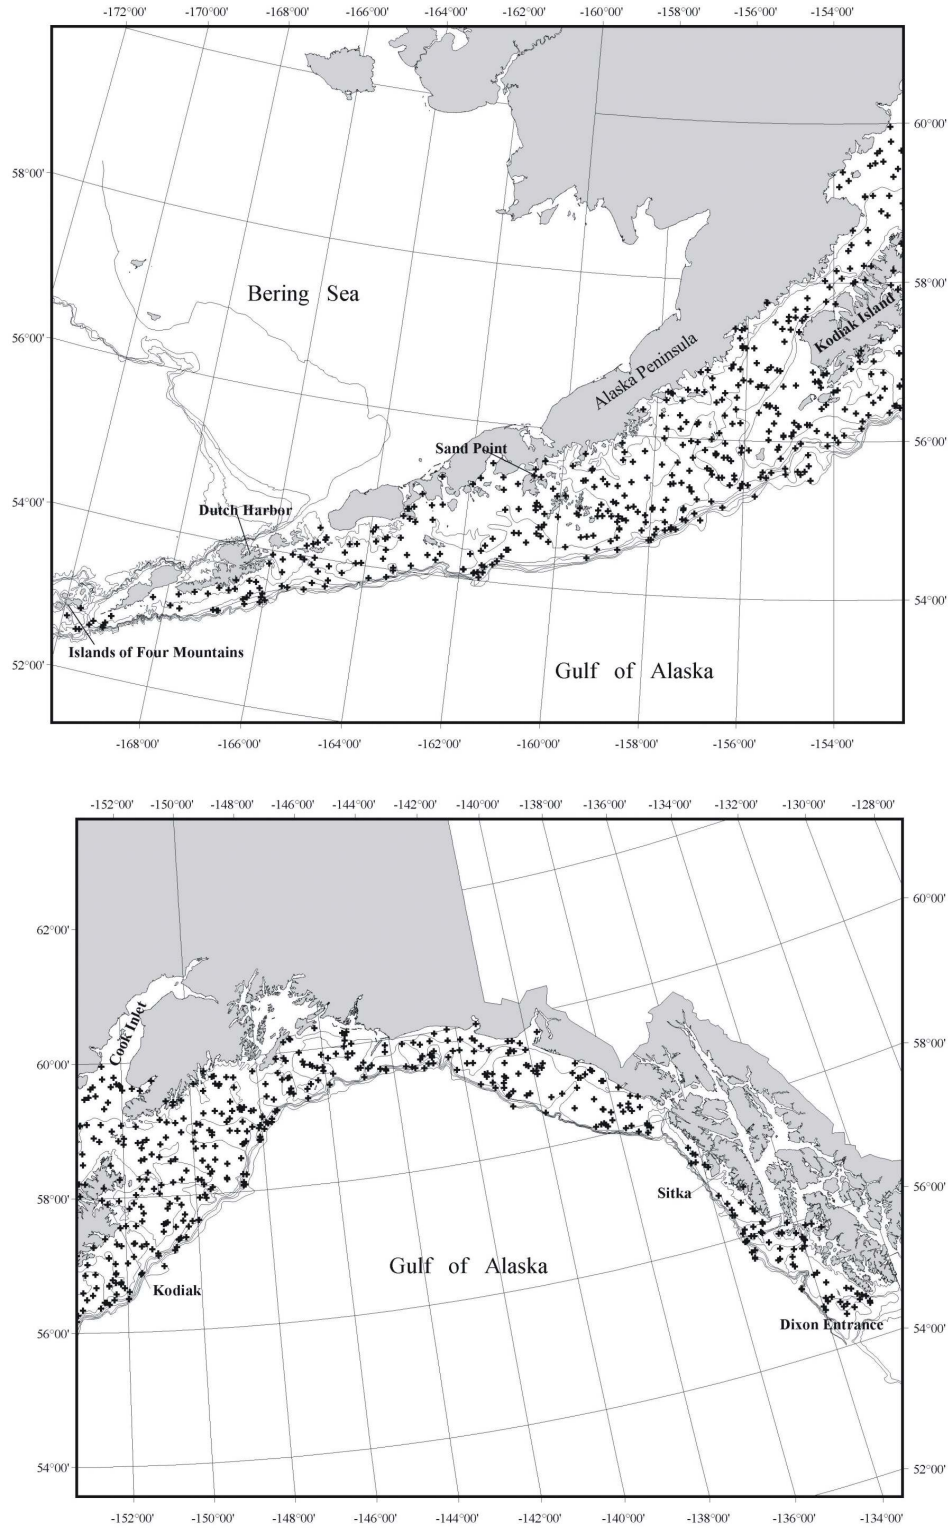 -172°00' -170°00' -168°00' -166°00' -164°00' -162°00' -160°00' -158°00' -156°00' -154°00'
60°00'
58°00'
Bering Sea
58°00'
Kodiak Island
56°00'
Alaska Peninsula
Sand Point
56°00'
54°00'
Dutch Harbor
54°00'
Islands of Four Mountains
52°00'
Gulf of Alaska
-168°00' -166°00' -164°00' -162°00' -160°00' -158°00' -156°00' -154°00'
-152°00' -150°00' -148°00' -146°00' -144°00' -142°00' -140°00' -138°00' -136°00' -134°00' -132°00' -130°00' -128°00'
60°00'
62°00'
Cook Inlet
58°00'
60°00'
56°00'
Sitka
58°00'
Gulf of Alaska
Kodiak
Dixon Entrance
54°00'
56°00'
54°00'
52°00'
-152°00' -150°00' -148°00' -146°00' -144°00' -142°00' -140°00' -138°00' -136°00' -134°00'